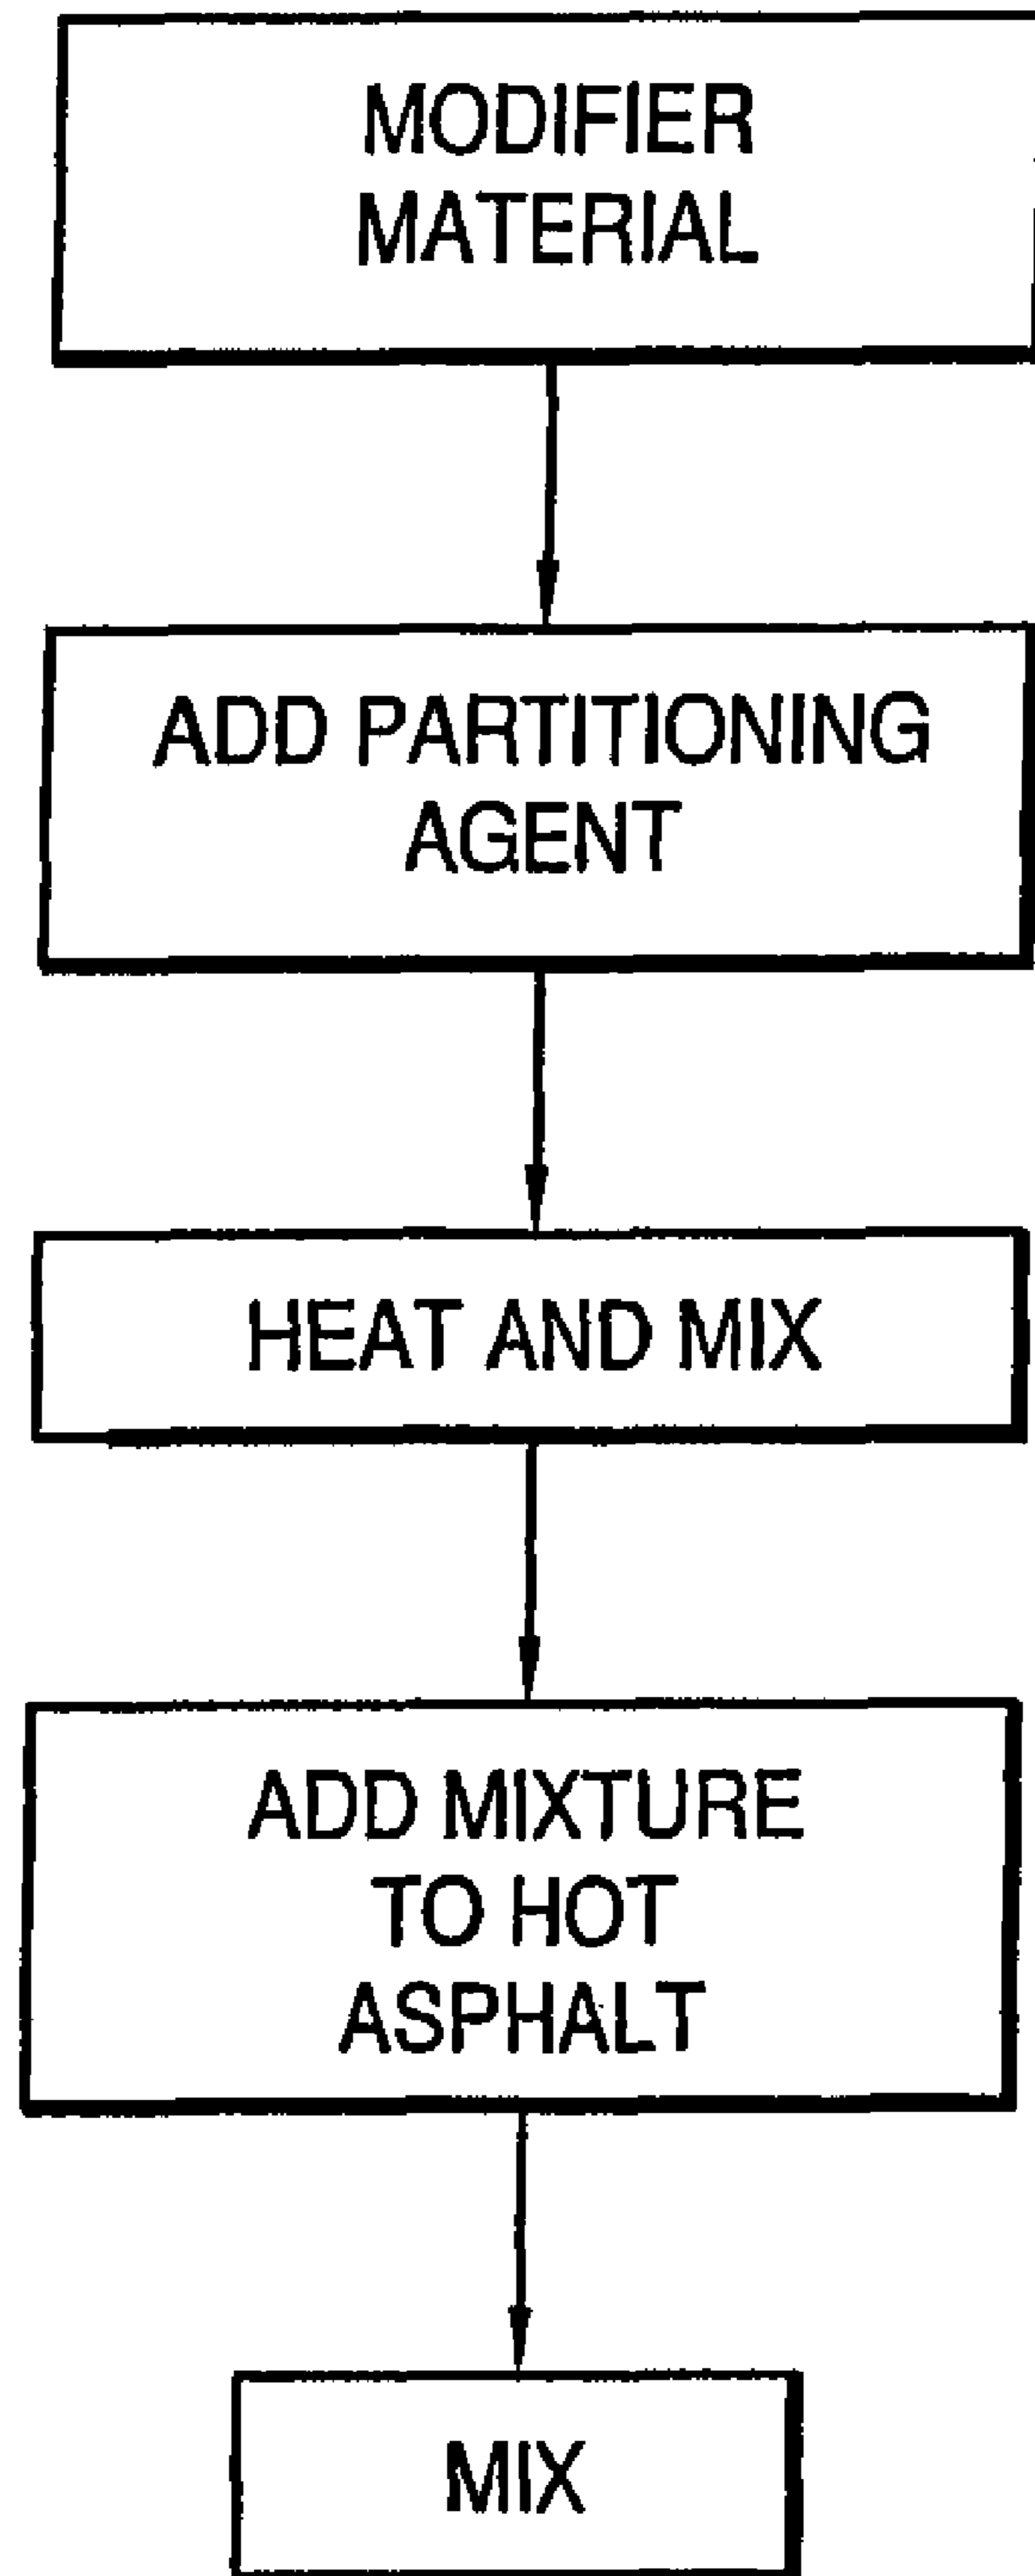 MODIFIER
MATERIAL
ADD PARTITIONING
AGENT
HEAT AND MIX
ADD MIXTURE
TO HOT
ASPHALT
MIX